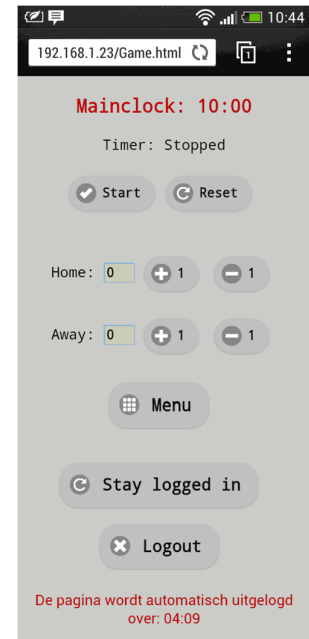 10:44
192.168.1.23/Game.html
1
Mainclock: 10:00
Timer: Stopped
Start Reset
Home: 0 1 1
Away: 0 1 1
Menu
Stay logged in
Logout
De pagina wordt automatisch uitgelogd
over: 04:09